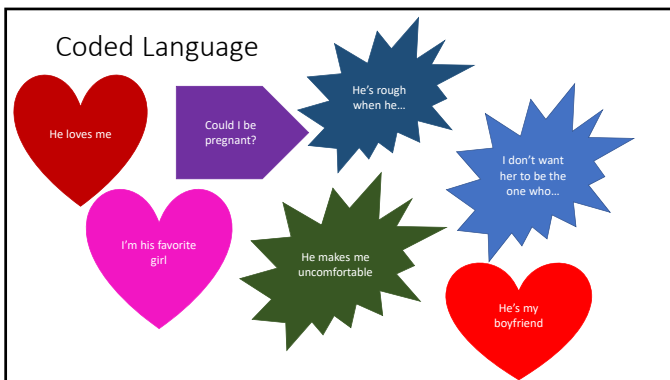 Coded Language
He loves me
Could I be
pregnant?
He's rough
when he…
I don't want
her to be the
one who…
I'm his favorite
girl
He makes me
uncomfortable
He's my
boyfriend